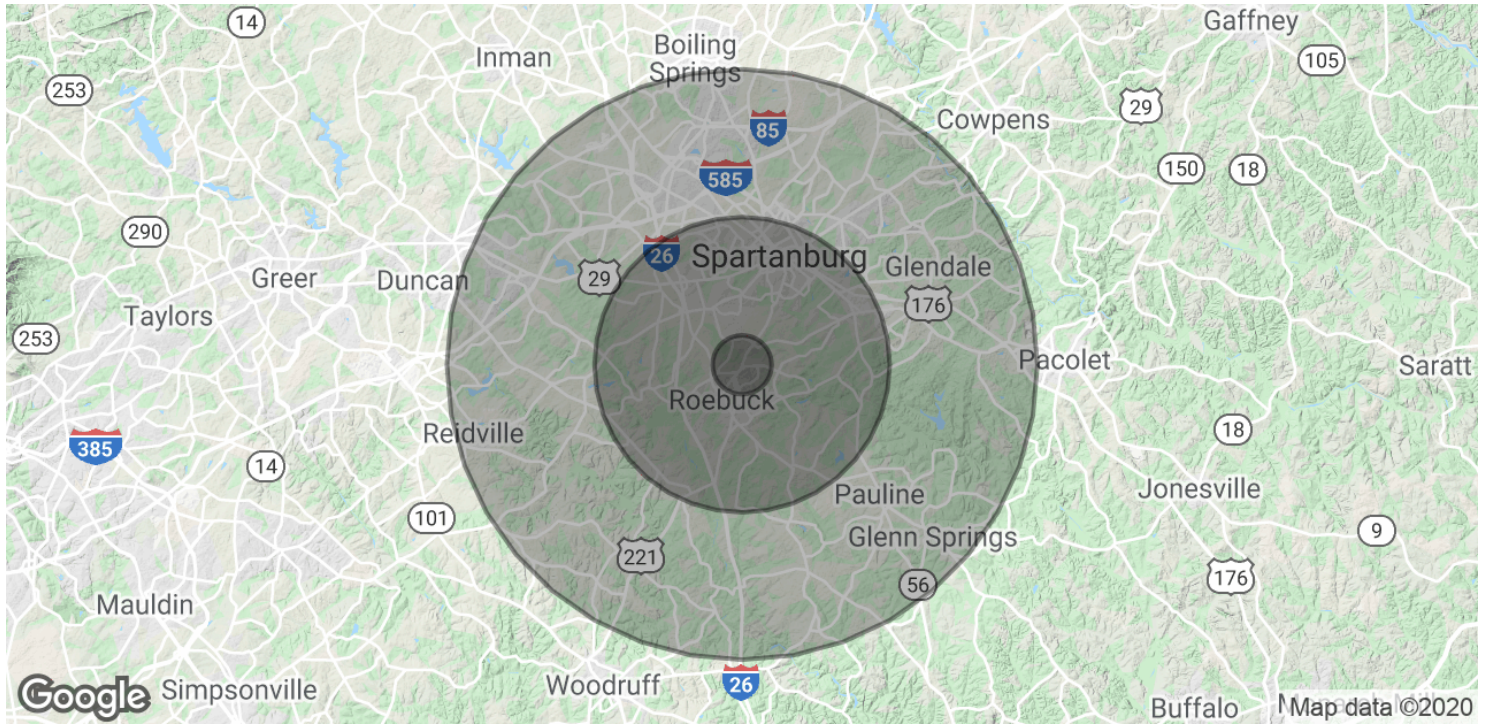 14
Gaffney
Boiling
Springs
Inman
105
253
29
Cowpens
85
150
18
585
290
26
Spartanburg
Glendale
Greer
Duncan
29
176
Taylors
253
Pacolet
Saratt
Roebuck
Reidville
18
385
14
Pauline
Jonesville
101
Glenn Springs
9
221
176
56
Mauldin
Woodruff
26
Simpsonville
Google
Buffalo
Map data ©2020